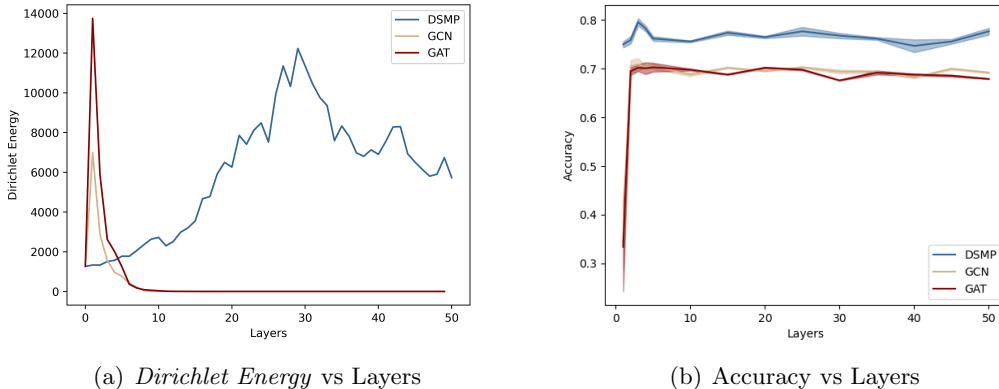 14000
12000
10000
8000
6000
4000
2000
0
Dirichlet Energy
0 10 20 30 40 50
Layers
DSMP
GCN
GAT
(a) Dirichlet Energy vs Layers
0.8
0.7
0.6
0.5
0.4
0.3
Accuracy
0 10 20 30 40 50
Layers
DSMP
GCN
GAT
(b) Accuracy vs Layers